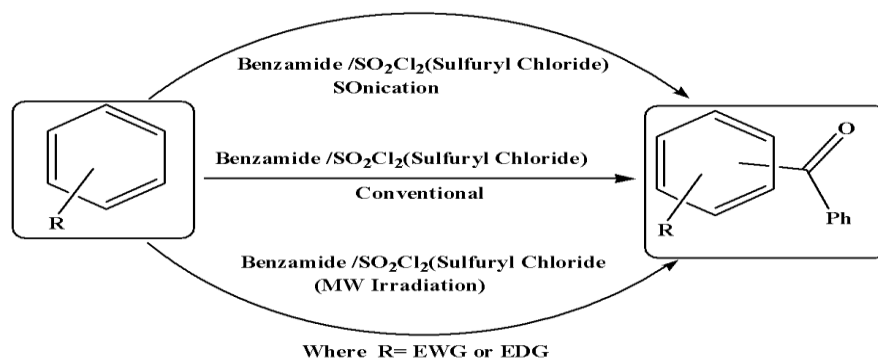 Benzamide /SO₂Cl₂(Sulfuryl Chloride)
SOnication
R
Benzamide /SO₂Cl₂(Sulfuryl Chloride)
Conventional
O
Ph
R
Benzamide /SO₂Cl₂(Sulfuryl Chloride
(MW Irradiation)
Where R= EWG or EDG